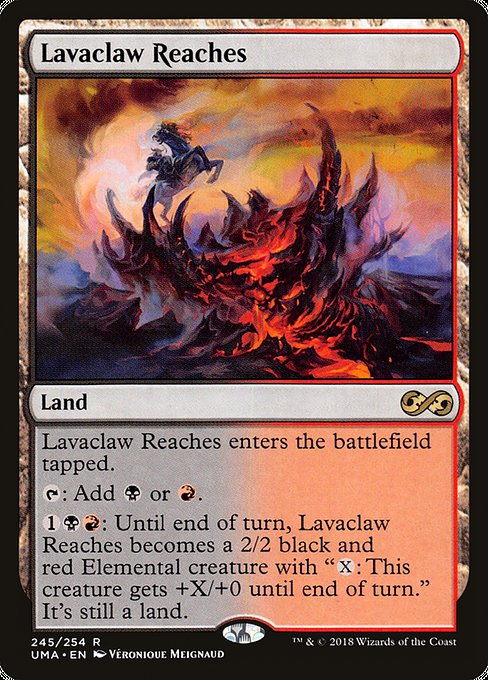 Lavaclaw Reaches
Land
Lavaclaw Reaches enters the battlefield
tapped.
: Add or .
1: Until end of turn, Lavaclaw
Reaches becomes a 2/2 black and
red Elemental creature with “X: This
creature gets +X/+0 until end of turn.”
It's still a land.
245/254 R
UMA • EN Véronique Meignaud
™ & © 2018 Wizards of the Coast